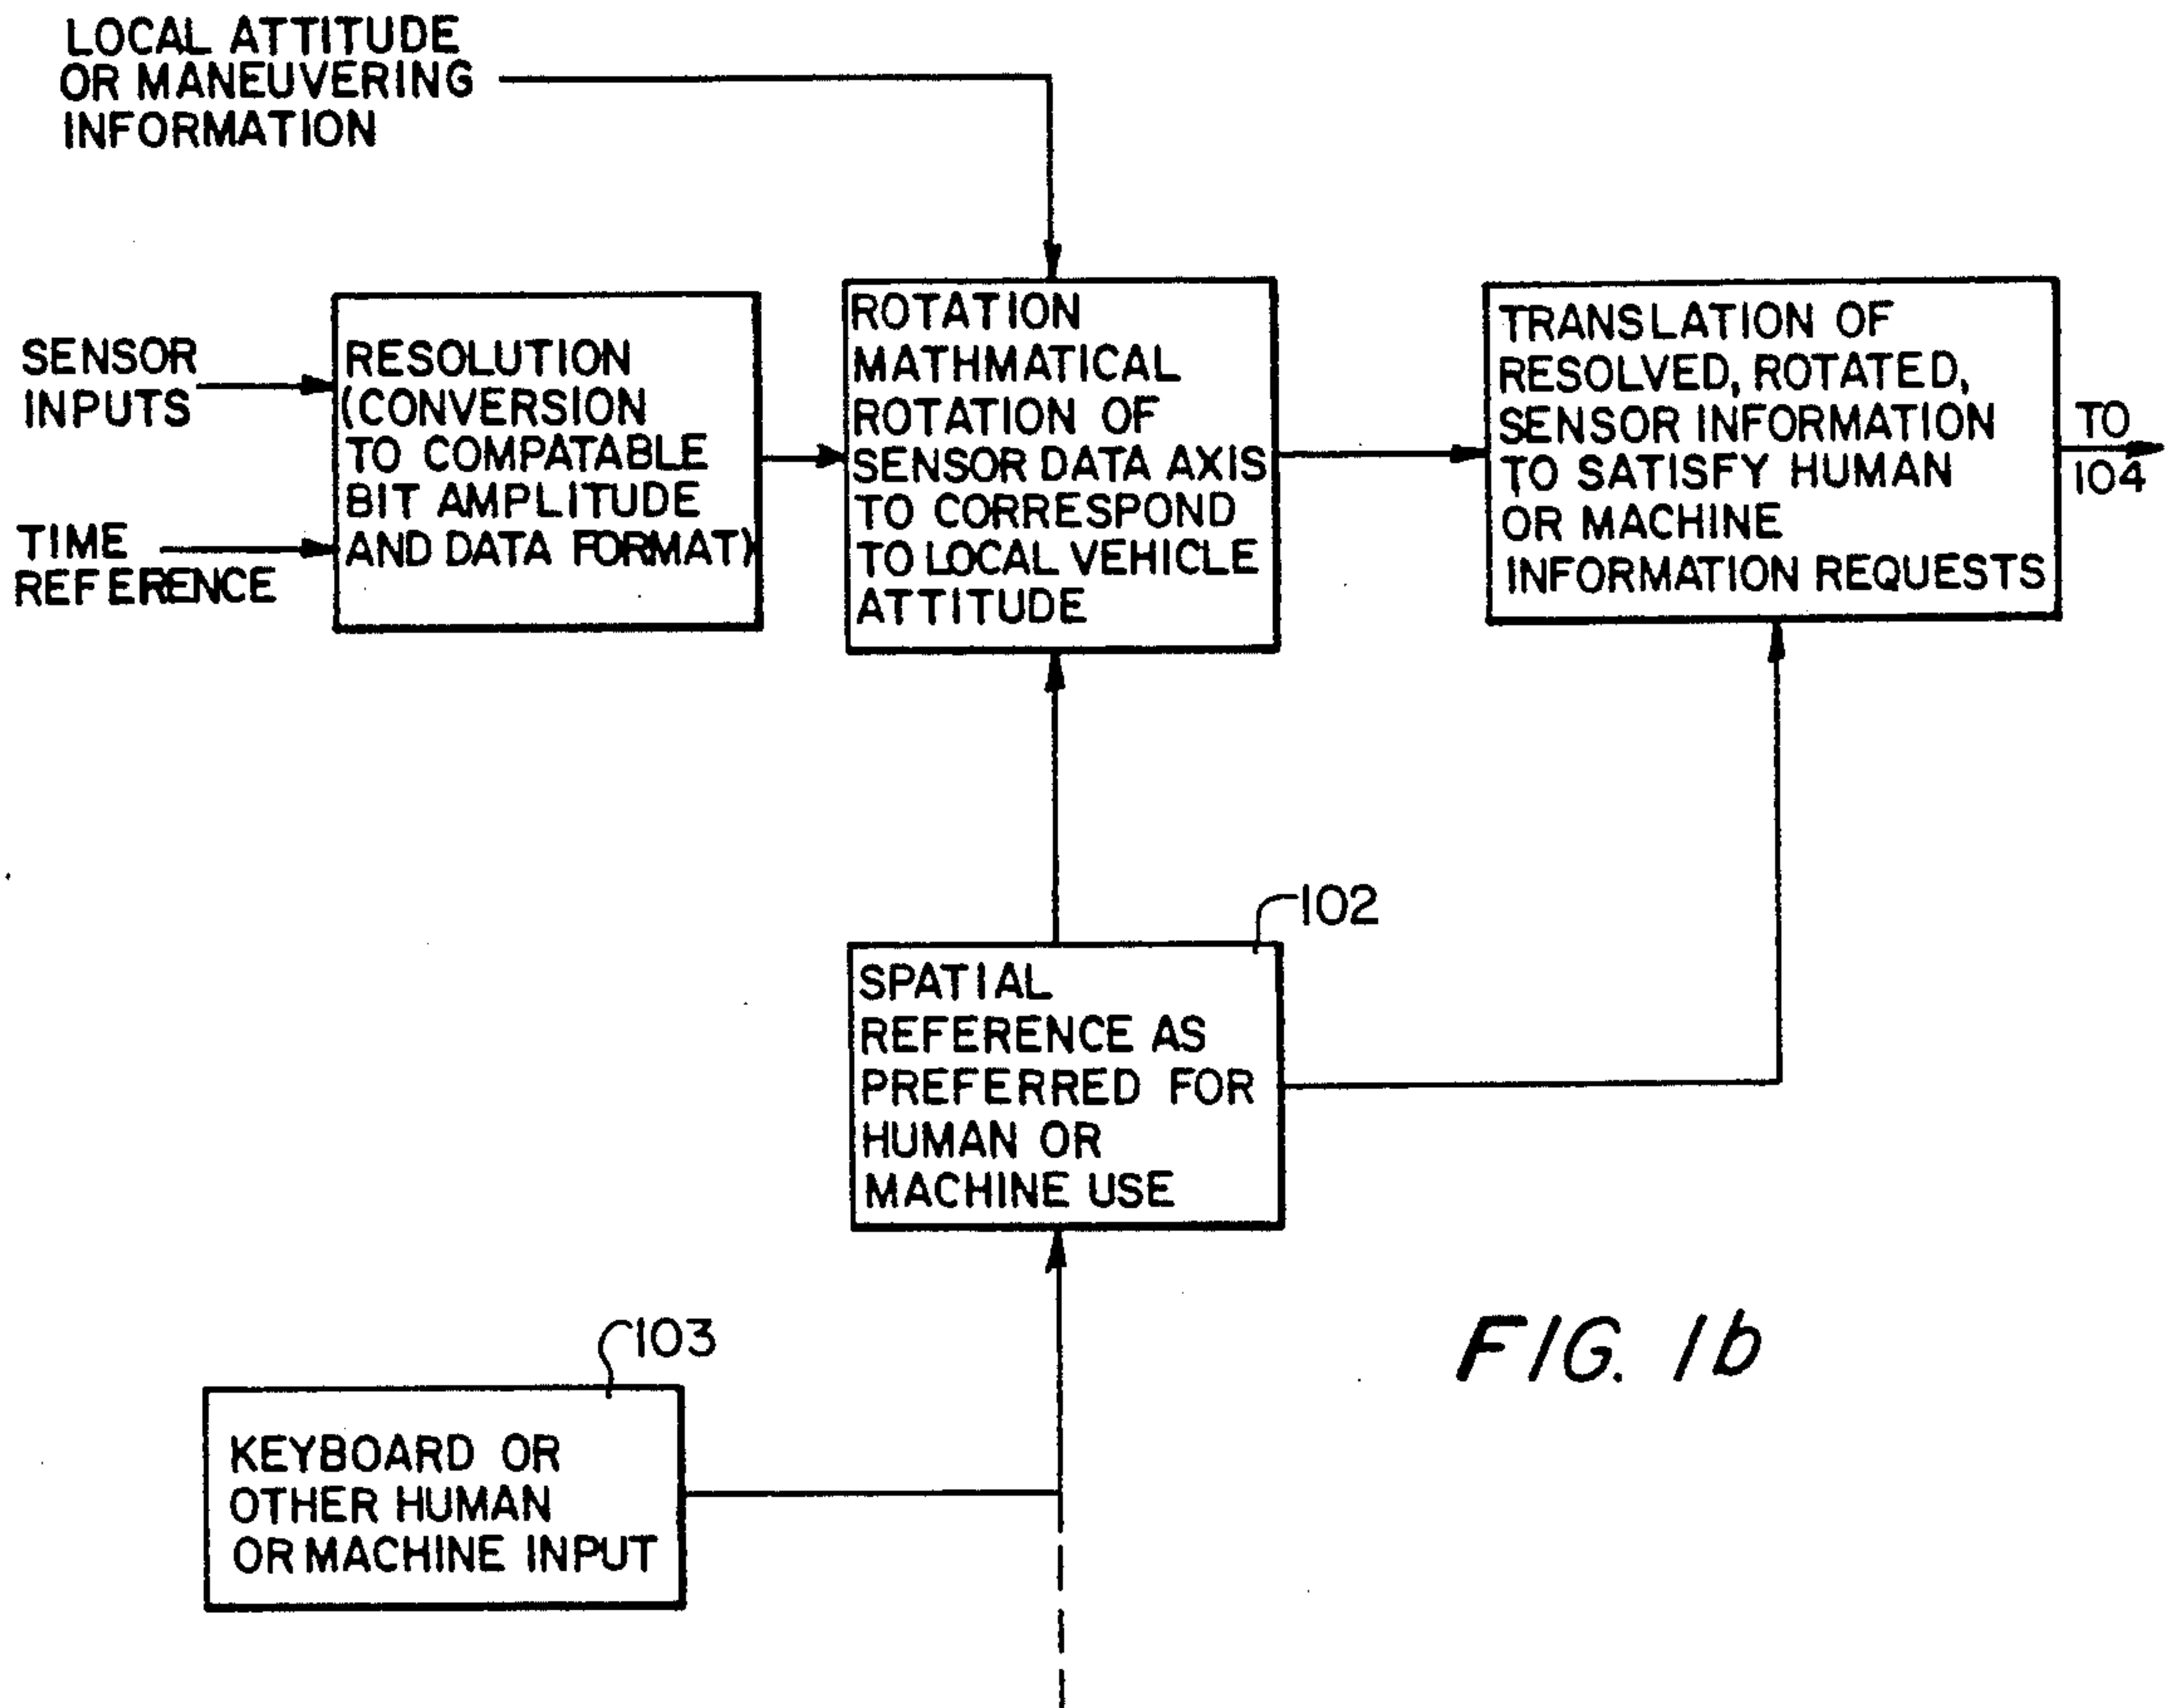 LOCAL ATTITUDE
OR MANEUVERING
INFORMATION
SENSOR
INPUTS
TIME
REFERENCE
RESOLUTION
(CONVERSION
TO COMPATABLE
BIT AMPLITUDE
AND DATA FORMAT)
ROTATION
MATHMATICAL
ROTATION OF
SENSOR DATA AXIS
TO CORRESPOND
TO LOCAL VEHICLE
ATTITUDE
TRANSLATION OF
RESOLVED, ROTATED,
SENSOR INFORMATION
TO SATISFY HUMAN
OR MACHINE
INFORMATION REQUESTS
TO
104
102
SPATIAL
REFERENCE AS
PREFERRED FOR
HUMAN OR
MACHINE USE
103
KEYBOARD OR
OTHER HUMAN
OR MACHINE INPUT
FIG. 1b